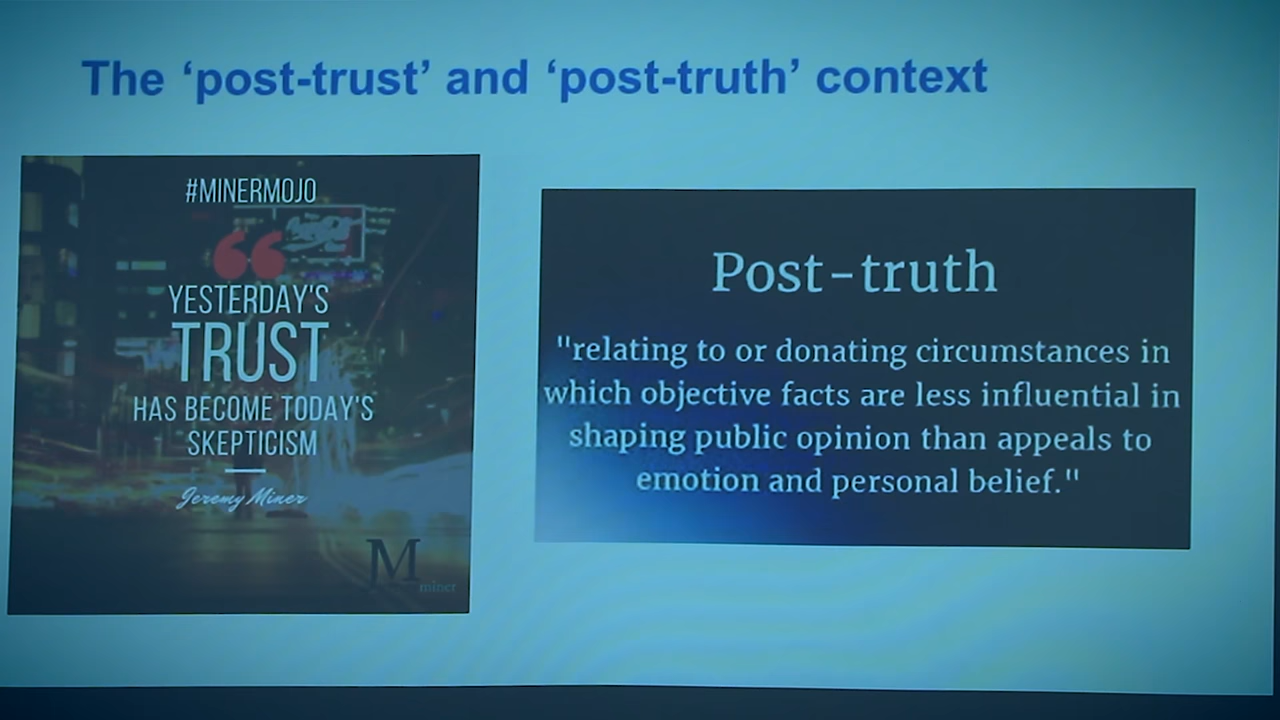 The ‘post-trust’ and ‘post-truth’ context
#MINERMOJO
YESTERDAY'S
TRUST
HAS BECOME TODAY'S
SKEPTICISM
Jeremy Miner
M
miner
Post-truth
"relating to or donating circumstances in
which objective facts are less influential in
shaping public opinion than appeals to
emotion and personal belief."